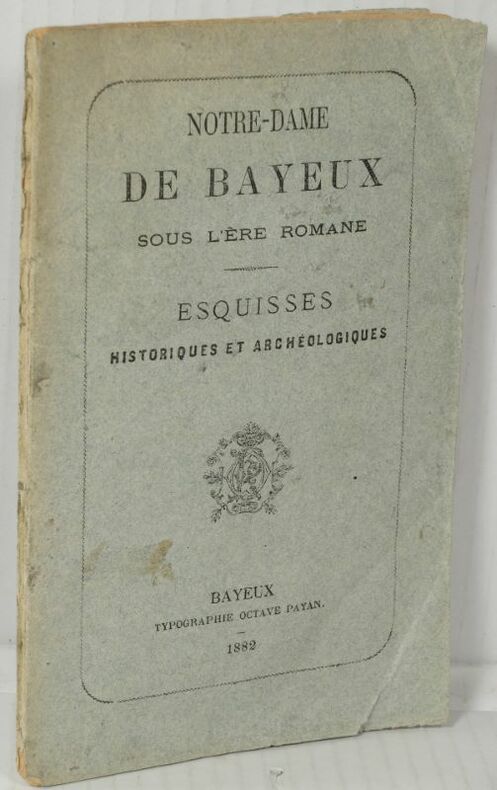 NOTRE-DAME
DE BAYEUX
SOUS L'ÈRE ROMANE
ESQUISSES
HISTORIQUES ET ARCHÉOLOGIQUES
BAYEUX
TYPOGRAPHIE OCTAVE PAYAN.
1882